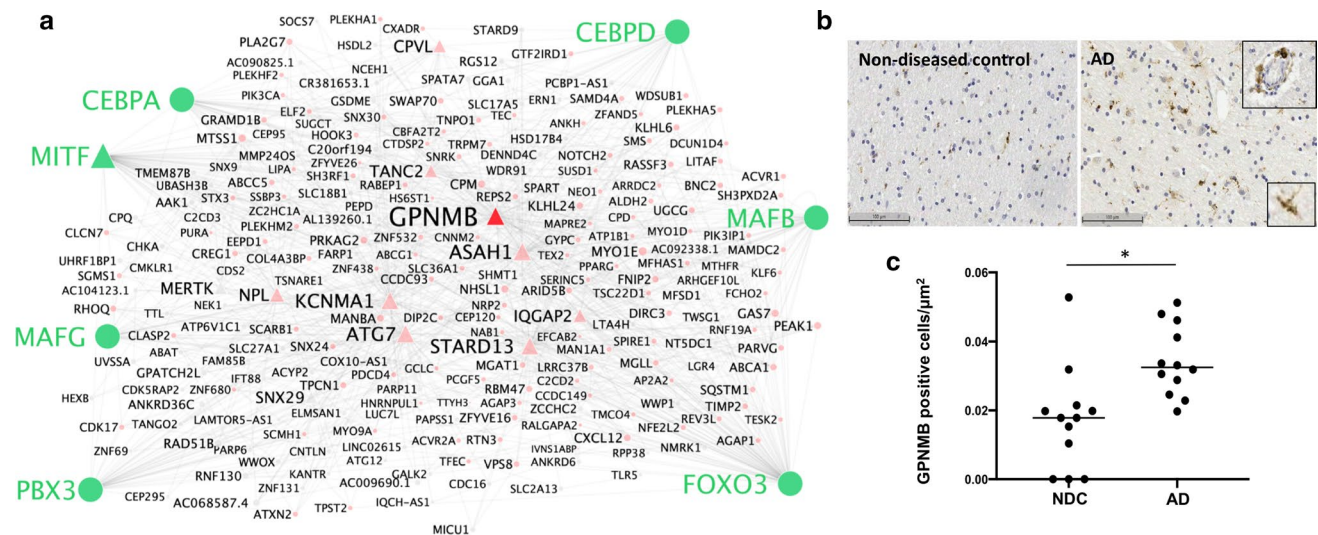 a
SOCS7 PLEKHA1 CXADR STARD9 CEBPD
PLA2G7 HSDL2 CPVL GTF2IRD1
AC090825.1 NCEH1 RGS12
PLEKHF2 CR381653.1 SPATA7 GGA1 PCBP1-AS1
CEBPA PIK3CA GSDME SWAP70 SLC17A5 ERN1 SAMD4A WDSUB1
GRAMD1B ELF2 SNX30 TNPO1 TEC ZFAND5 PLEKHA5
MTSS1 CEP95 SUGCT HOOK3 CBFA2T2 ANKH KLHL6
C20orf194 CTDSP2 TRPM7 HSD17B4 SMS DCUN1D4
MITF MMP24OS ZFYVE26 SNRK DENND4C NOTCH2 RASSF3 LITAF
TMEM87B SNX9 LIPA SH3RF1 TANC2 WDR91 SUSD1 ACVR1
UBASH3B ABCC5 RABEP1 CPM SPART ARRDC2 BNC2 SH3PXD2A
AAK1 STX3 SSBP3 SLC18B1 HS6ST1 REPS2 NEO1 ALDH2
ZC2HC1A PEPD KLHL24 UGCG
CPQ C2CD3 AL139260.1 GPNMB CPD MAFB
CLCN7 PURA PLEKHM2 MAPRE2 MYO1D
CHKA EEPD1 PRKAG2 ZNF532 CNNM2 GYPC ATP1B1 PIK3IP1
UHRF1BP1 CREG1 FARP1 ABCG1 ASAH1 TEX2 MYO1E AC092338.1 MAMDC2
CMKLR1 COL4A3BP ZNF438 SLC36A1 PPARG MFHAS1 MTHFR
SGMS1 CDS2 TSNARE1 CCDC93 SHMT1 SERINC5 FNIP2 ARHGEF10L KLF6
AC104123.1 MERTK NHSL1 ARID5B TSC22D1 MFSD1 FCHO2
RHOQ NEK1 NPL KCNMA1 NRP2
TTL MANBA DIP2C CEP120 IQGAP2 DIRC3 TWSG1 GAS7
MAFG CLASP2 ATP6V1C1 SCARB1 ATG7 NAB1 LTA4H RNF19A PEAK1
UVSSA ABAT SLC27A1 SNX24 STARD13 EFCAB2 SPIRE1 NT5DC1 PARVG
FAM85B COX10-AS1 MAN1A1
GPATCH2L ACYP2 GCLC MGAT1 LRRC37B MGLL LGR4 ABCA1
CDK5RAP2 IFT88 TPCN1 PDCD4 PCGF5 C2CD2 AP2A2
HEXB ZNF680 PARP11 RBM47 SQSTM1
ANKRD36C SNX29 HNRNPUL1 TTYH3 AGAP3 CCDC149 WWP1 TIMP2
LAMTOR5-AS1 ELMSAN1 LUC7L PAPSS1 ZFYVE16 ZCCHC2 TMCO4 REV3L TESK2
CDK17 TANGO2 SCMH1 MYO9A RALGAPA2 NFE2L2
RAD51B PARP6 LINC02615 ACVR2A RTN3 CXCL12 AGAP1
ZNF69 CNTLN IVNS1ABP RPP38 NMRK1
WWOX ATG12 TFEC VPS8 ANKRD6
PBX3 RNF130 KANTR GALK2 TLR5 FOXO3
CEP295 ZNF131 AC009690.1 CDC16 SLC2A13
AC068587.4 IQCH-AS1
ATXN2 TPST2
MICU1
b
Non-diseased control AD
100 µm 100 µm
c
*
GPNMB positive cells/µm²
0.06
0.04
0.02
0.00
NDC AD